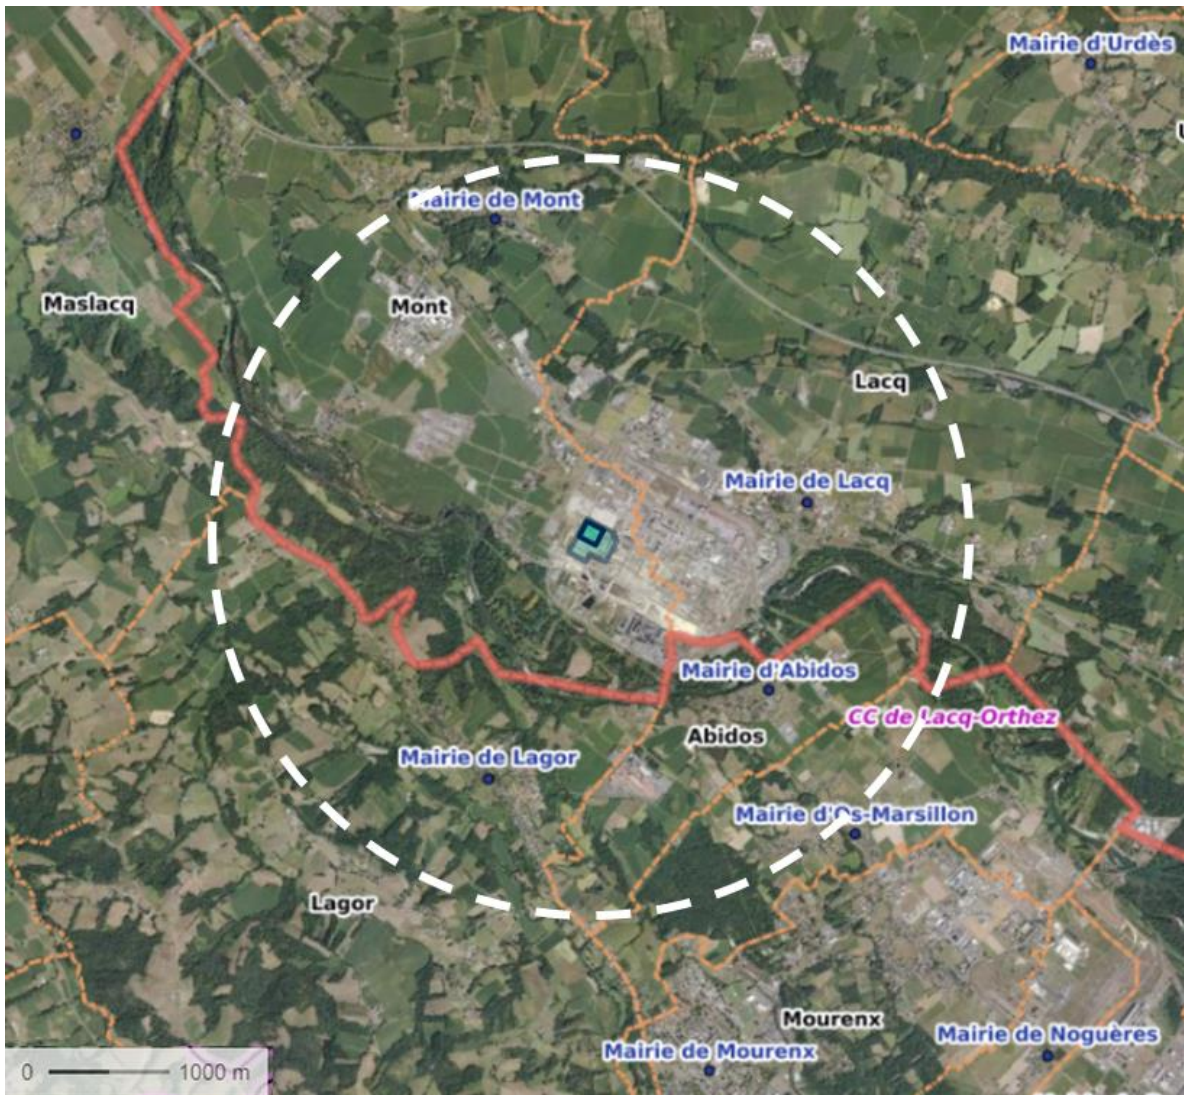 Mairie d'Urdès
Mairie de Mont
Maslacq
Mont
Lacq
Mairie de Lacq
Mairie d'Abidos
CC de Lacq-Orthez
Abidos
Mairie de Lagor
Mairie d'Os-Marsillon
Lagor
Mourenx
Mairie de Noguères
Mairie de Mourenx
0 1000 m